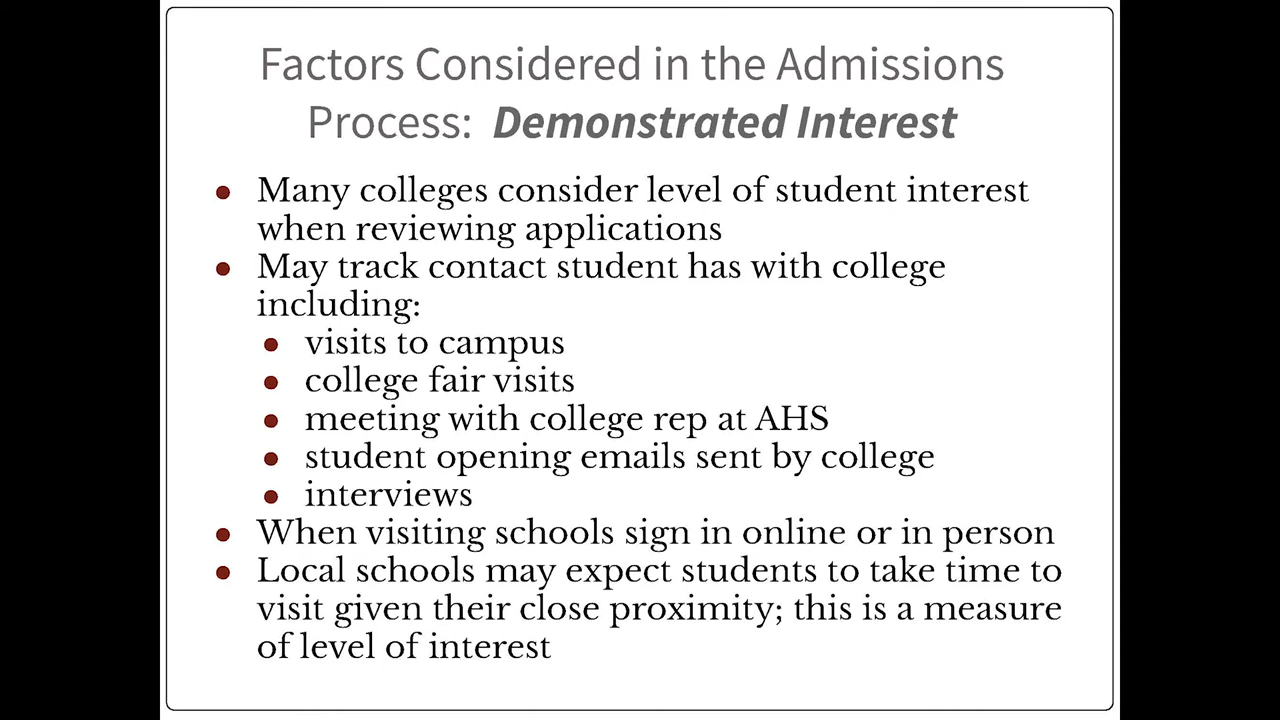 Factors Considered in the Admissions
Process: Demonstrated Interest
● Many colleges consider level of student interest
when reviewing applications
● May track contact student has with college
including:
● visits to campus
● college fair visits
● meeting with college rep at AHS
● student opening emails sent by college
● interviews
● When visiting schools sign in online or in person
● Local schools may expect students to take time to
visit given their close proximity; this is a measure
of level of interest